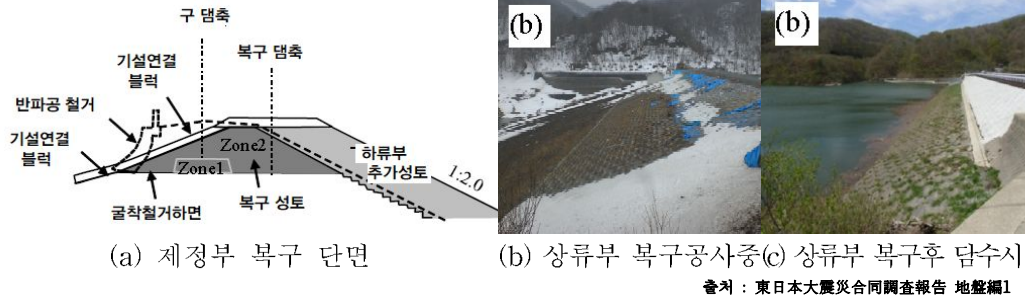 구 댐축
복구 댐축
기설연결
블럭
반파공 철거
기설연결
블럭
Zone2
Zone1
하류부
추가성토
1:2.0
굴착철거하면
복구 성토
(b)
(b)
(a) 제정부 복구 단면
(b) 상류부 복구공사중
(c) 상류부 복구후 담수시
출처 : 東日本大震災合同調査報告 地盤編1